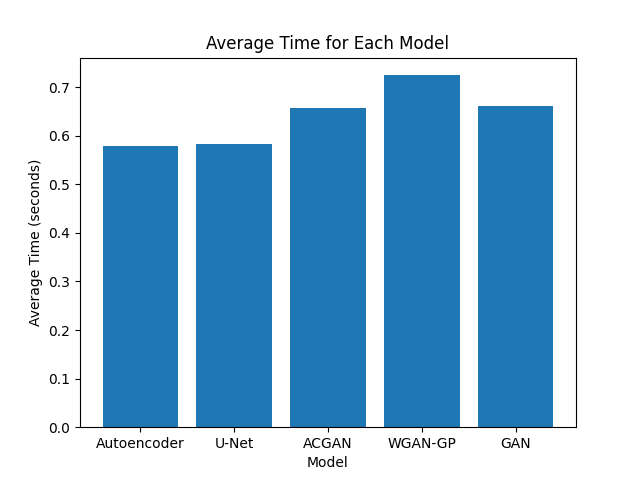 Average Time for Each Model
Average Time (seconds)
0.7
0.6
0.5
0.4
0.3
0.2
0.1
0.0
Autoencoder U-Net ACGAN WGAN-GP GAN
Model